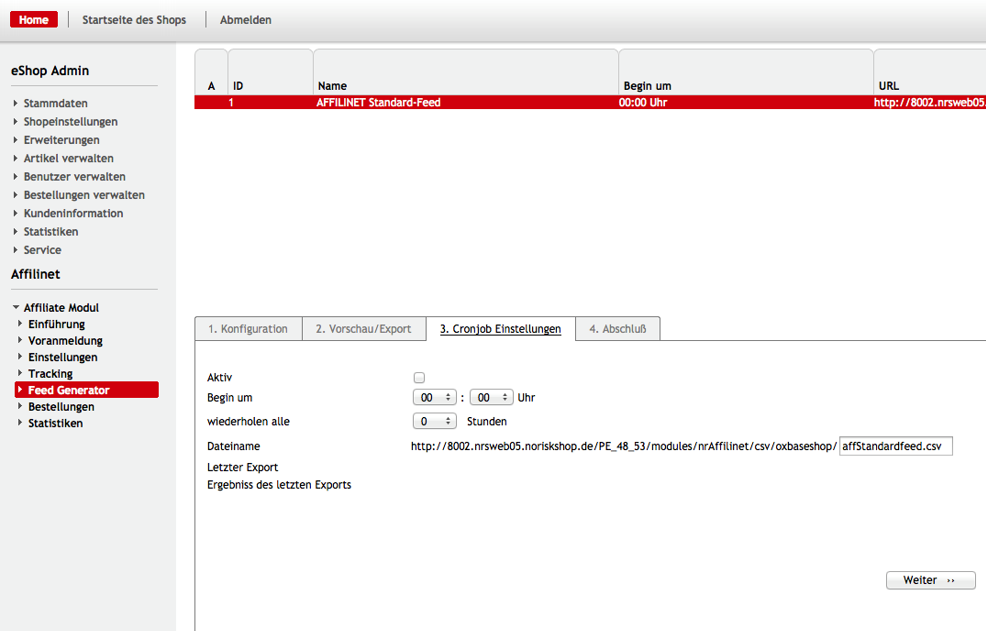 Home Startseite des Shops Abmelden
eShop Admin
Stammdaten
Shopeinstellungen
Erweiterungen
Artikel verwalten
Benutzer verwalten
Bestellungen verwalten
Kundeninformation
Statistiken
Service
Affilinet
Affiliate Modul
Einführung
Voranmeldung
Einstellungen
Tracking
Feed Generator
Bestellungen
Statistiken
A ID Name Begin um URL
1 AFFILINET Standard-Feed 00:00 Uhr http://8002.nrsweb05.
1. Konfiguration 2. Vorschau/Export 3. Cronjob Einstellungen 4. Abschluß
Aktiv
Begin um 00 : 00 Uhr
wiederholen alle 0 Stunden
Dateiname http://8002.nrsweb05.noriskshop.de/PE_48_53/modules/nrAffilinet/csv/oxbaseshop/ affStandardfeed.csv
Letzter Export
Ergebniss des letzten Exports
Weiter ››